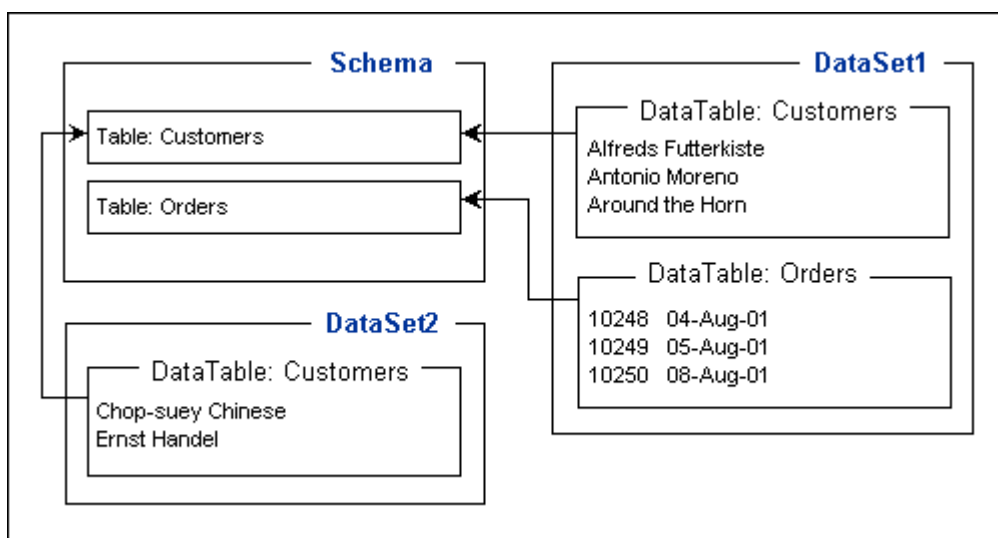 Schema
Table: Customers
Table: Orders
DataSet1
DataTable: Customers
Alfreds Futterkiste
Antonio Moreno
Around the Horn
DataTable: Orders
10248 04-Aug-01
10249 05-Aug-01
10250 08-Aug-01
DataSet2
DataTable: Customers
Chop-suey Chinese
Ernst Handel